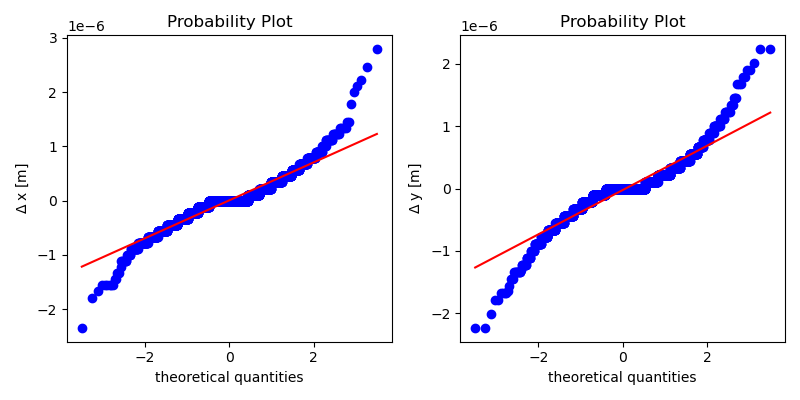 Probability Plot
1e−6
3
2
1
0
−1
−2
Δ x [m]
−2
0
2
theoretical quantities
Probability Plot
1e−6
2
1
0
−1
−2
Δ y [m]
−2
0
2
theoretical quantities